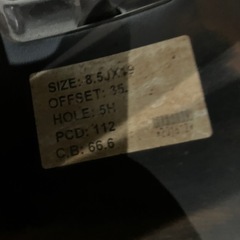 SIZE: 8.5JX19
OFFSET: 35.
HOLE: 5H
PCD: 112
C.B: 66.6